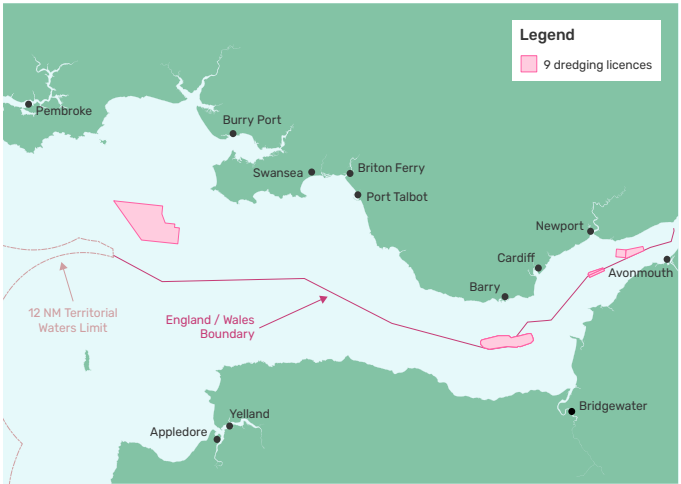 Legend
9 dredging licences
Pembroke
Burry Port
Swansea
Briton Ferry
Port Talbot
Newport
Cardiff
Avonmouth
Barry
12 NM Territorial
Waters Limit
England / Wales
Boundary
Bridgewater
Yelland
Appledore